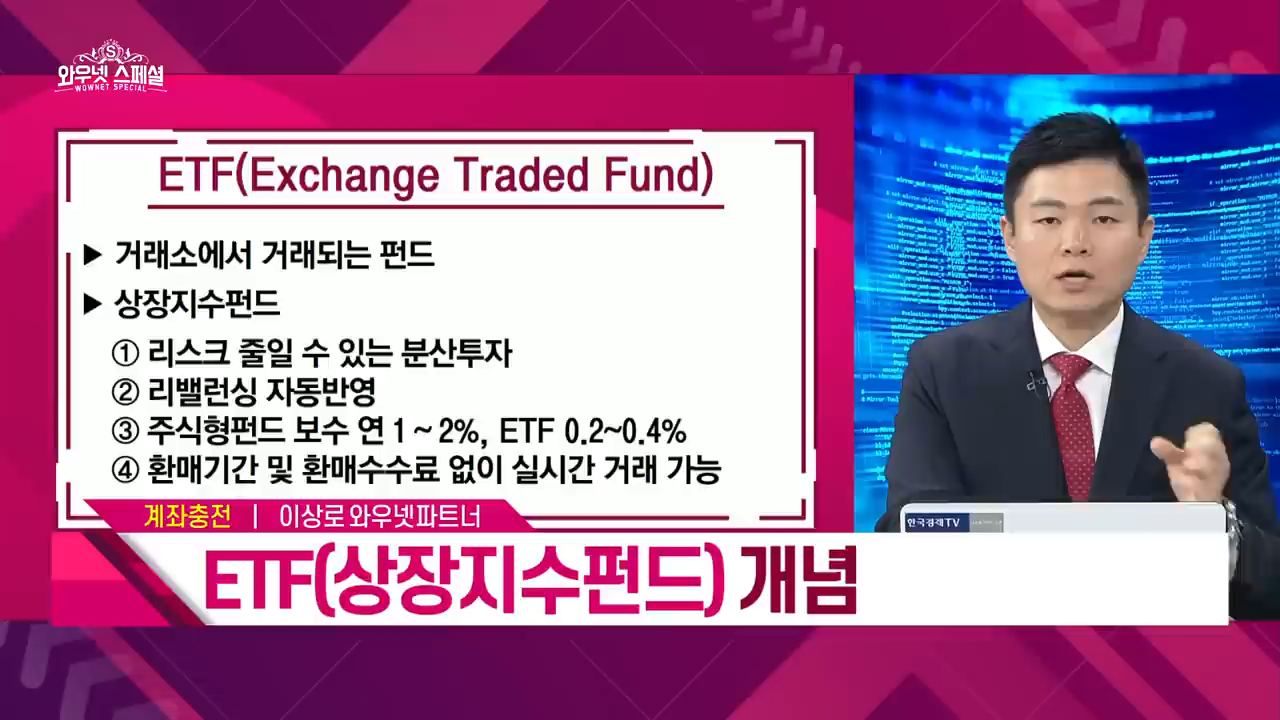 와우넷 스페셜
WOWNET SPECIAL
ETF(Exchange Traded Fund)
▶ 거래소에서 거래되는 펀드
▶ 상장지수펀드
① 리스크 줄일 수 있는 분산투자
② 리밸런싱 자동반영
③ 주식형펀드 보수 연 1 ~ 2%, ETF 0.2~0.4%
④ 환매기간 및 환매수수료 없이 실시간 거래 가능
계좌충전 | 이상로 와우넷파트너
ETF(상장지수펀드) 개념
한국경제TV